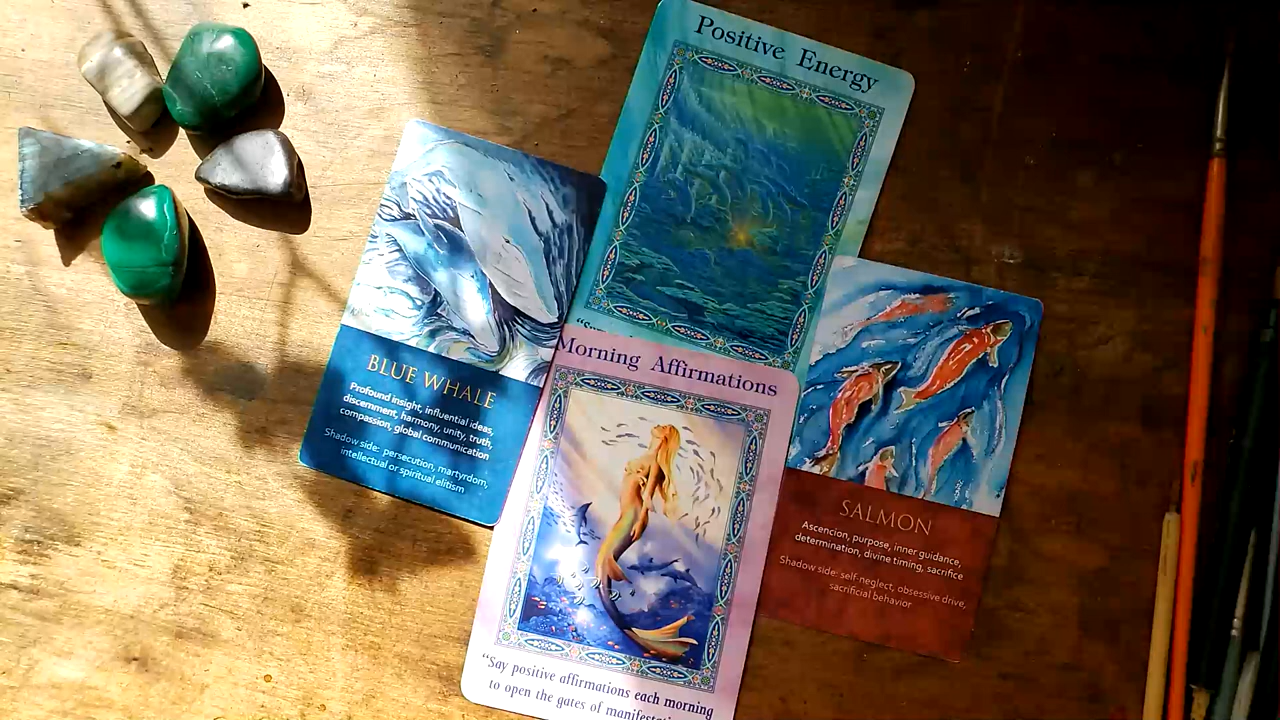 Positive Energy
BLUE WHALE
Profound insight, influential ideas,
discernment, harmony, unity, truth,
compassion, global communication
Shadow side: persecution, martyrdom,
intellectual or spiritual elitism
Morning Affirmations
"Say positive affirmations each morning
to open the gates of
SALMON
Ascencion, purpose, inner guidance,
determination, divine timing, sacrifice
Shadow side: self-neglect, obsessive drive,
sacrificial behavior